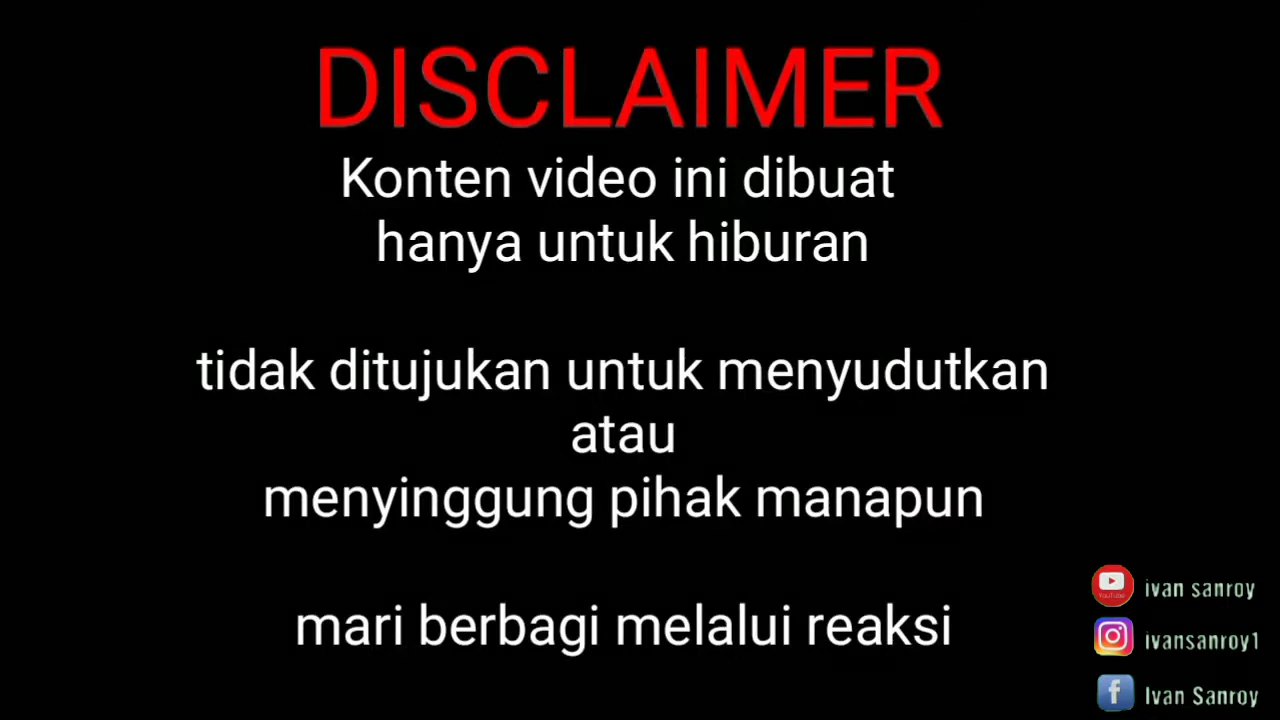 DISCLAIMER
Konten video ini dibuat
hanya untuk hiburan
tidak ditujukan untuk menyudutkan
atau
menyinggung pihak manapun
mari berbagi melalui reaksi
YouTube
ivan sanroy
ivansanroy1
f
Ivan Sanroy